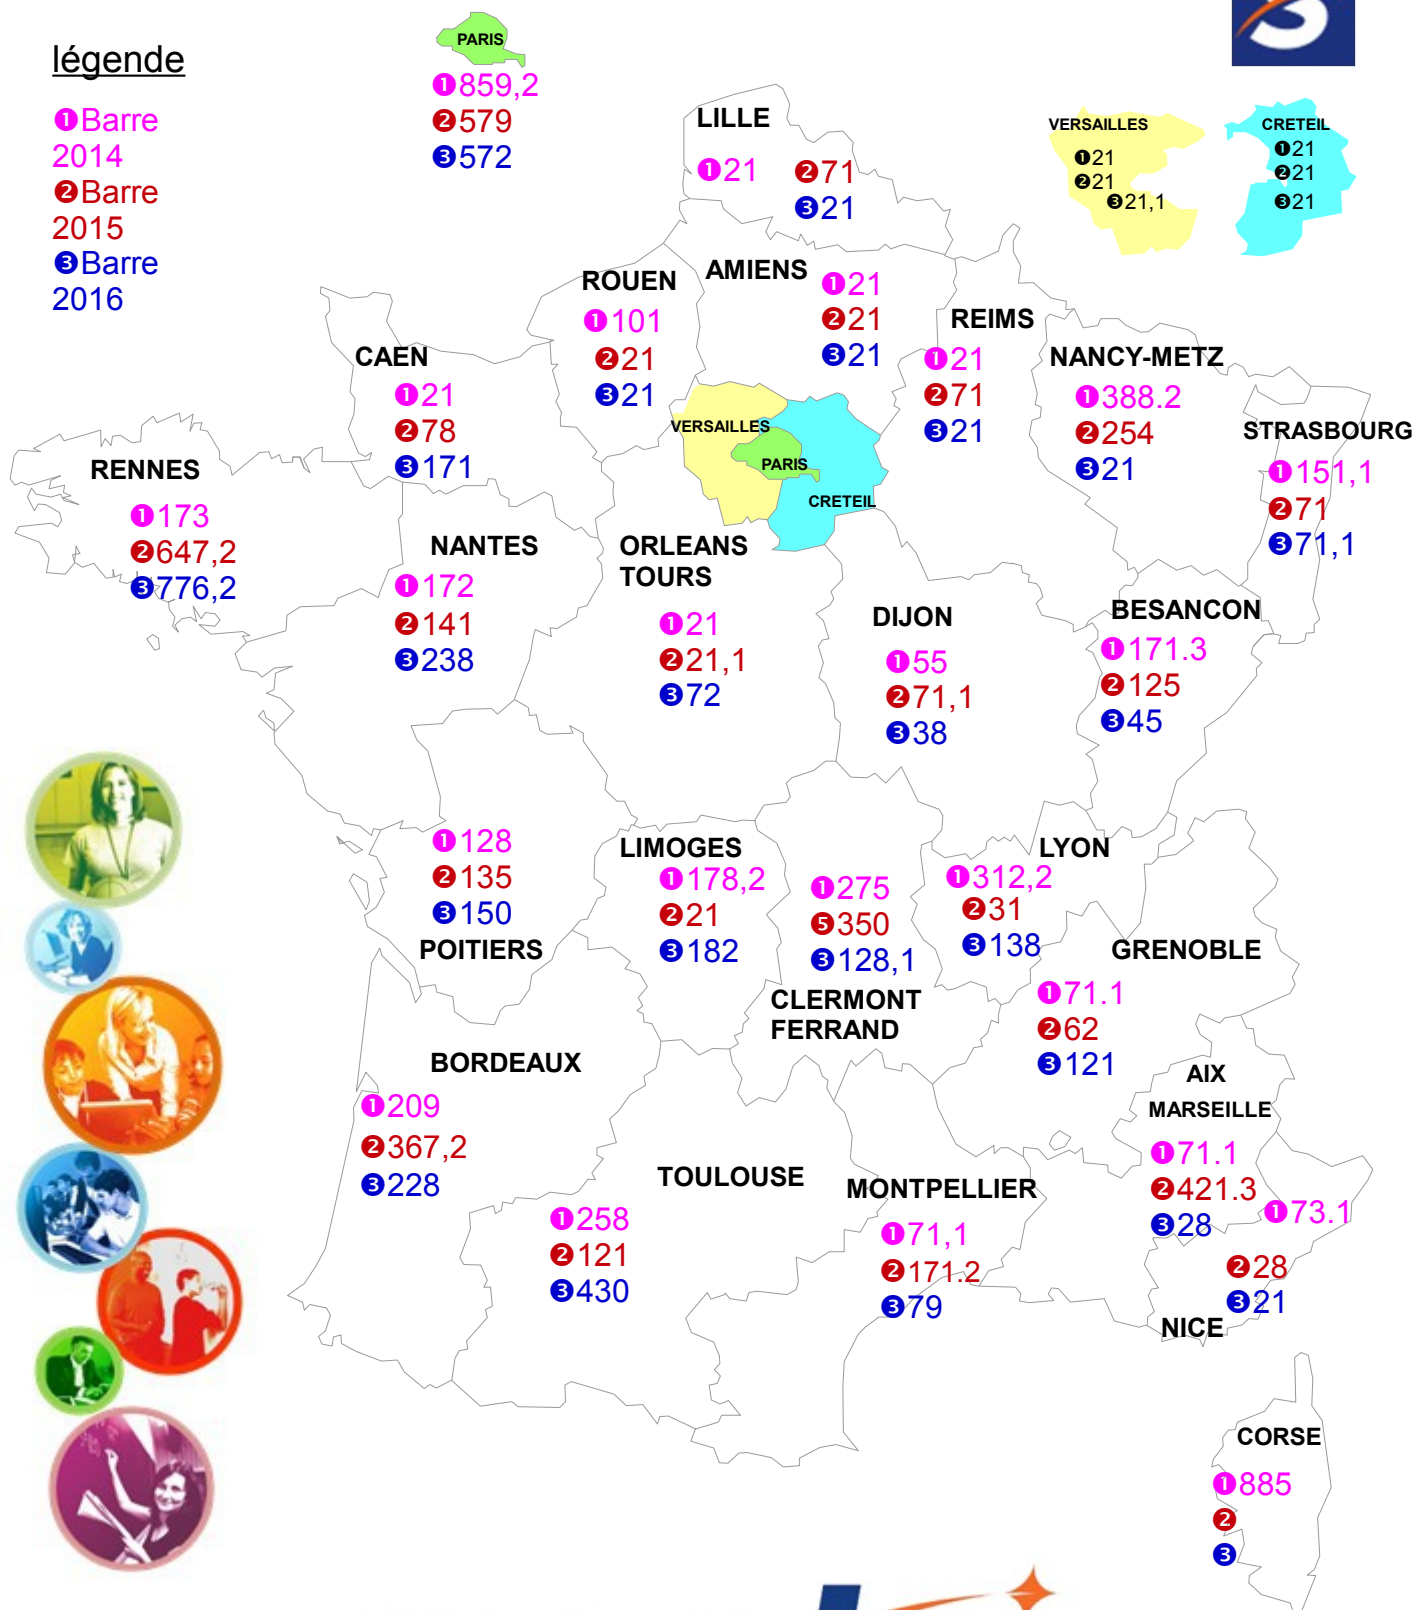 légende
❶Barre
2014
❷Barre
2015
❸Barre
2016
PARIS
❶859,2
❷579
❸572
LILLE
❶21
❷71
❸21
VERSAILLES
❶21
❷21
❸21,1
CRETEIL
❶21
❷21
❸21
ROUEN
❶101
❷21
❸21
AMIENS
❶21
❷21
❸21
REIMS
❶21
❷71
❸21
NANCY-METZ
❶388.2
❷254
❸21
STRASBOURG
❶151,1
❷71
❸71,1
CAEN
❶21
❷78
❸171
VERSAILLES
PARIS
CRETEIL
RENNES
❶173
❷647,2
❸776,2
NANTES
❶172
❷141
❸238
ORLEANS
TOURS
❶21
❷21,1
❸72
DIJON
❶55
❷71,1
❸38
BESANCON
❶171.3
❷125
❸45
❶128
❷135
❸150
POITIERS
LIMOGES
❶178,2
❷21
❸182
❶275
❺350
❸128,1
CLERMONT
FERRAND
LYON
❶312,2
❷31
❸138
GRENOBLE
❶71.1
❷62
❸121
BORDEAUX
❶209
❷367,2
❸228
TOULOUSE
❶258
❷121
❸430
MONTPELLIER
❶71,1
❷171.2
❸79
AIX
MARSEILLE
❶71.1
❷421.3
❸28
❶73.1
❷28
❸21
NICE
CORSE
❶885
❷
❸